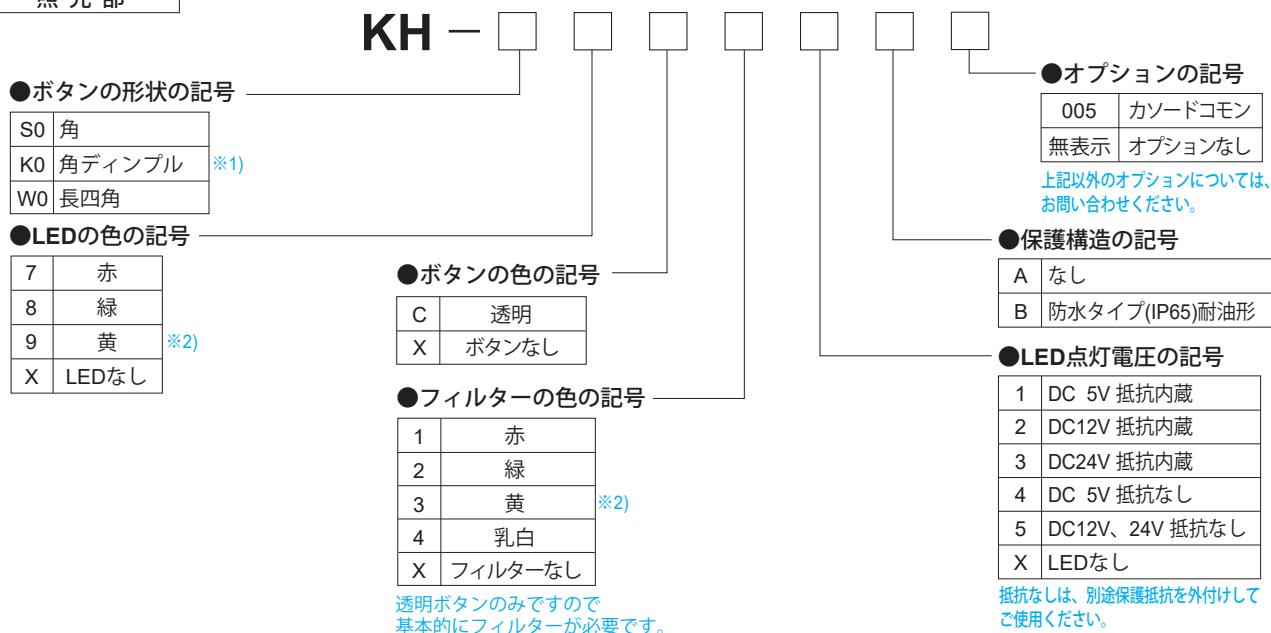 照光部
KH－□□□□□□□
●ボタンの形状の記号
S0 角
K0 角ディンプル ※1)
W0 長四角
●LEDの色の記号
7 赤
8 緑
9 黄 ※2)
X LEDなし
●ボタンの色の記号
C 透明
X ボタンなし
●フィルターの色の記号
1 赤
2 緑
3 黄 ※2)
4 乳白
X フィルターなし
透明ボタンのみですので
基本的にフィルターが必要です。
●オプションの記号
005 カソードコモン
無表示 オプションなし
上記以外のオプションについては、
お問い合わせください。
●保護構造の記号
A なし
B 防水タイプ(IP65)耐油形
●LED点灯電圧の記号
1 DC 5V 抵抗内蔵
2 DC12V 抵抗内蔵
3 DC24V 抵抗内蔵
4 DC 5V 抵抗なし
5 DC12V、24V 抵抗なし
X LEDなし
抵抗なしは、別途保護抵抗を外付けして
ご使用ください。